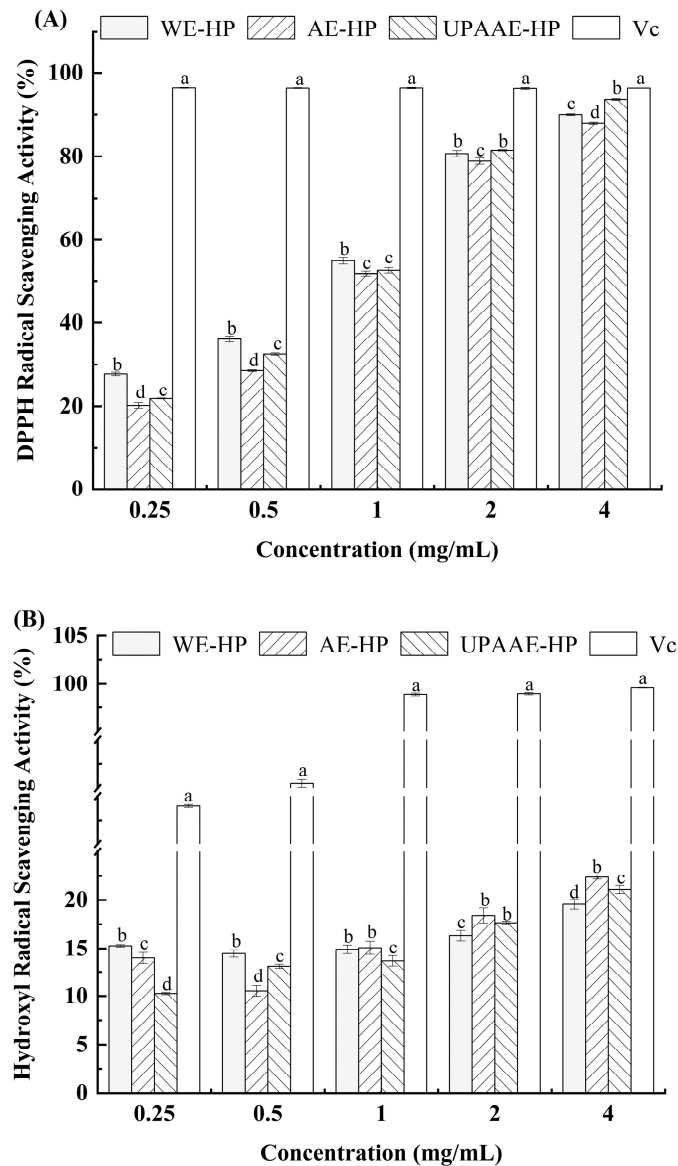 (A)
WE-HP AE-HP UPAAE-HP Vc
DPPH Radical Scavenging Activity (%)
100
80
60
40
20
0
a a a a a
b d c
b d c
b c c
b c b
c d b
0.25 0.5 1 2 4
Concentration (mg/mL)
(B)
WE-HP AE-HP UPAAE-HP Vc
Hydroxyl Radical Scavenging Activity (%)
105
100
20
15
10
5
0
a a a a a
b c d
b d c
b b c
c b b
d b c
0.25 0.5 1 2 4
Concentration (mg/mL)